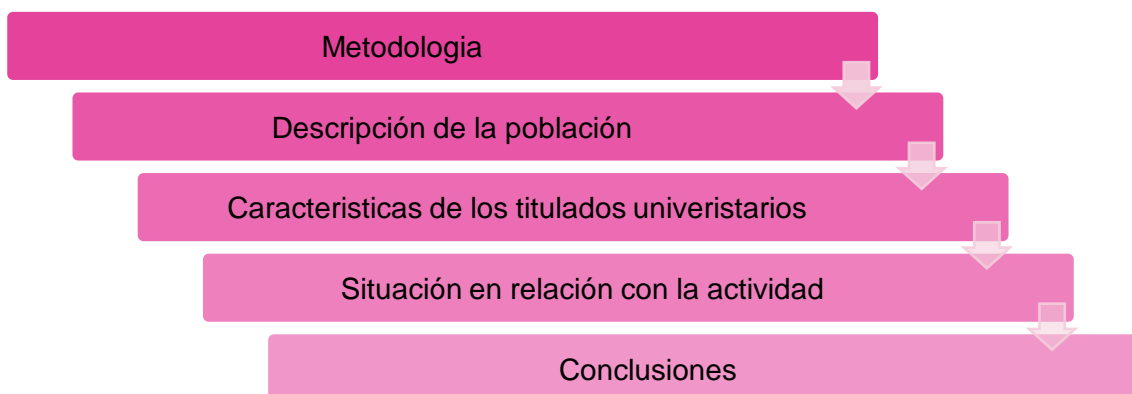 Metodologia
Descripción de la población
Caracteristicas de los titulados univeristarios
Situación en relación con la actividad
Conclusiones